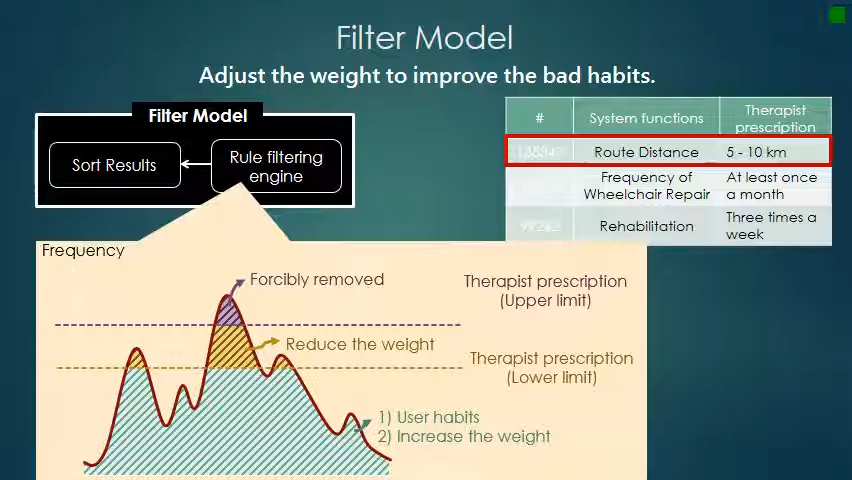 Filter Model
Adjust the weight to improve the bad habits.
Filter Model
Sort Results
Rule filtering
engine
#
System functions
Therapist
prescription
Route Distance
5 - 10 km
Frequency of
Wheelchair Repair
At least once
a month
Rehabilitation
Three times a
week
Frequency
Forcibly removed
Therapist prescription
(Upper limit)
Reduce the weight
Therapist prescription
(Lower limit)
1) User habits
2) Increase the weight